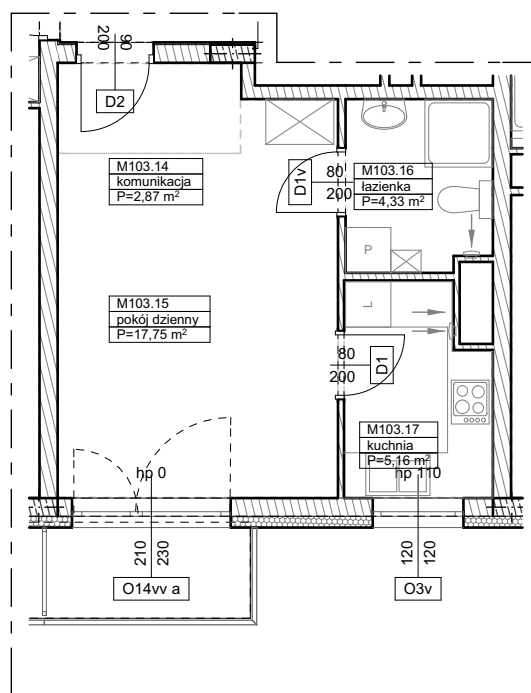 90
200
D2
M103.14
komunikacja
P=2,87 m²
D1v
80
200
M103.16
łazienka
P=4,33 m²
P
M103.15
pokój dzienny
P=17,75 m²
L
80
200
D1
M103.17
kuchnia
P=5,16 m²
hp 0
hp 110
210
230
120
120
O14vv a
O3v